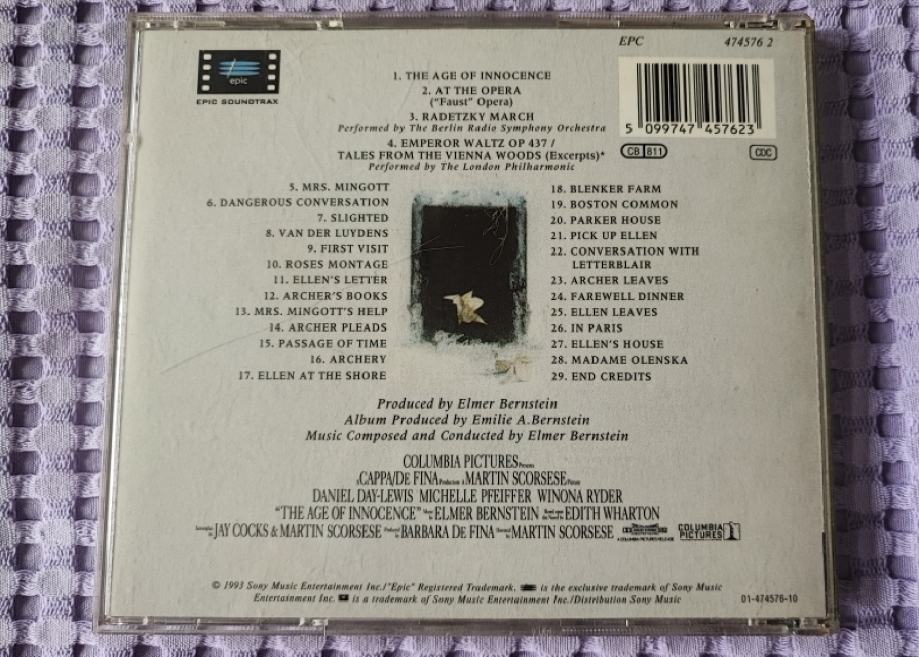 EPC 474576 2
epic
EPIC SOUNDTRAX
1. THE AGE OF INNOCENCE
2. AT THE OPERA
("Faust" Opera)
3. RADETZKY MARCH
Performed by The Berlin Radio Symphony Orchestra
4. EMPEROR WALTZ OP 437 /
TALES FROM THE VIENNA WOODS (Excerpts)*
Performed by The London Philharmonic
5 099747 457623
CB 811
CDC
5. MRS. MINGOTT
6. DANGEROUS CONVERSATION
7. SLIGHTED
8. VAN DER LUYDENS
9. FIRST VISIT
10. ROSES MONTAGE
11. ELLEN'S LETTER
12. ARCHER'S BOOKS
13. MRS. MINGOTT'S HELP
14. ARCHER PLEADS
15. PASSAGE OF TIME
16. ARCHERY
17. ELLEN AT THE SHORE
18. BLENKER FARM
19. BOSTON COMMON
20. PARKER HOUSE
21. PICK UP ELLEN
22. CONVERSATION WITH
LETTERBLAIR
23. ARCHER LEAVES
24. FAREWELL DINNER
25. ELLEN LEAVES
26. IN PARIS
27. ELLEN'S HOUSE
28. MADAME OLENSKA
29. END CREDITS
Produced by Elmer Bernstein
Album Produced by Emilie A.Bernstein
Music Composed and Conducted by Elmer Bernstein
COLUMBIA PICTURES Presents
A CAPPA/DE FINA Production A MARTIN SCORSESE Picture
DANIEL DAY-LEWIS MICHELLE PFEIFFER WINONA RYDER
"THE AGE OF INNOCENCE" ELMER BERNSTEIN EDITH WHARTON
JAY COCKS & MARTIN SCORSESE BARBARA DE FINA MARTIN SCORSESE
A COLUMBIA PICTURES RELEASE
COLUMBIA
PICTURES
© 1993 Sony Music Entertainment Inc./"Epic" Registered Trademark. is the exclusive trademark of Sony Music
Entertainment Inc. is a trademark of Sony Music Entertainment Inc./Distribution Sony Music
01-474576-10